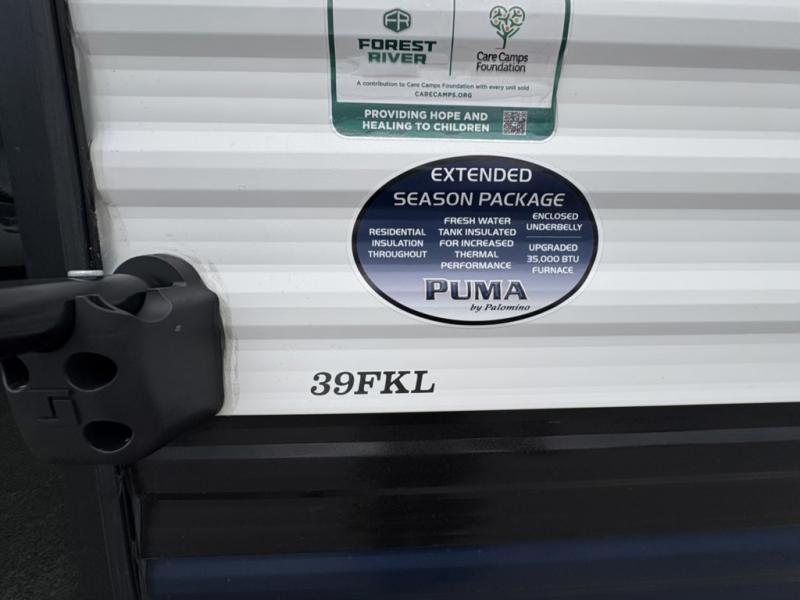 FR
FOREST
RIVER
Care Camps
Foundation
A contribution to Care Camps Foundation with every unit sold
CARECAMPS.ORG
PROVIDING HOPE AND
HEALING TO CHILDREN
EXTENDED
SEASON PACKAGE
RESIDENTIAL
INSULATION
THROUGHOUT
FRESH WATER
TANK INSULATED
FOR INCREASED
THERMAL
PERFORMANCE
ENCLOSED
UNDERBELLY
UPGRADED
35,000 BTU
FURNACE
PUMA
by Palomino
39FKL